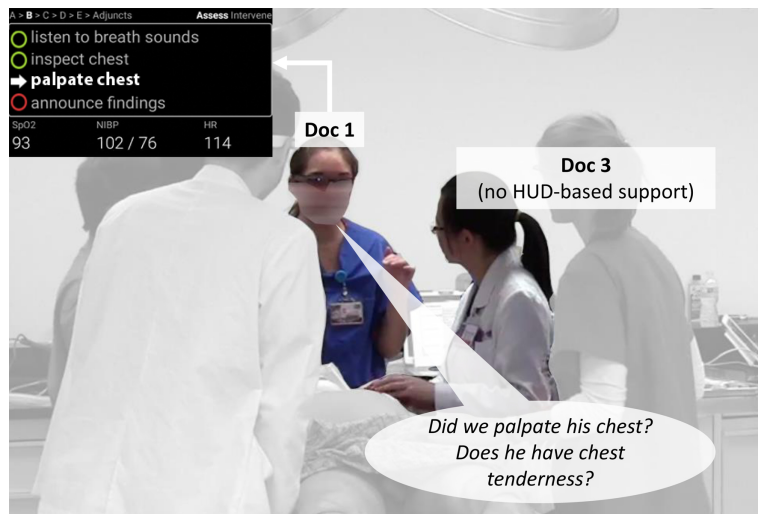 A > B > C > D > E > Adjuncts Assess Intervene
listen to breath sounds
inspect chest
palpate chest
announce findings
SpO2 NIBP HR
93 102 / 76 114
Doc 1
Doc 3
(no HUD-based support)
Did we palpate his chest?
Does he have chest
tenderness?